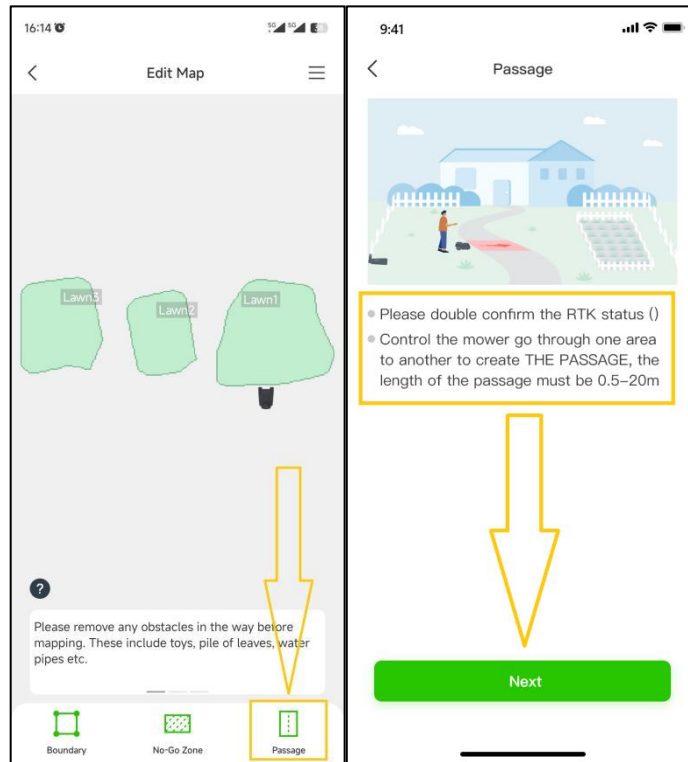 16:14
5G 5G
Edit Map
Lawn3
Lawn2
Lawn1
?
Please remove any obstacles in the way before
mapping. These include toys, pile of leaves, water
pipes etc.
Boundary
No-Go Zone
Passage
9:41
Passage
Please double confirm the RTK status ()
Control the mower go through one area
to another to create THE PASSAGE, the
length of the passage must be 0.5–20m
Next